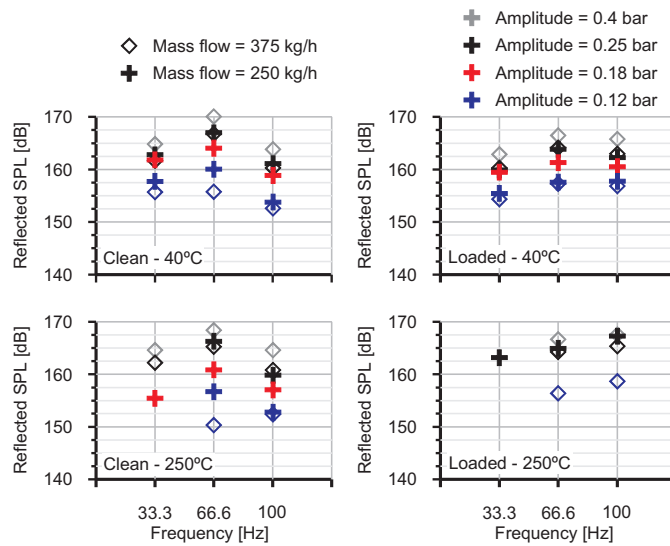 Mass flow = 375 kg/h
Mass flow = 250 kg/h
Amplitude = 0.4 bar
Amplitude = 0.25 bar
Amplitude = 0.18 bar
Amplitude = 0.12 bar
Reflected SPL [dB]
170
160
150
140
Clean - 40ºC
Reflected SPL [dB]
170
160
150
140
Loaded - 40ºC
Reflected SPL [dB]
170
160
150
140
Clean - 250ºC
33.3
66.6
100
Frequency [Hz]
Reflected SPL [dB]
170
160
150
140
Loaded - 250ºC
33.3
66.6
100
Frequency [Hz]